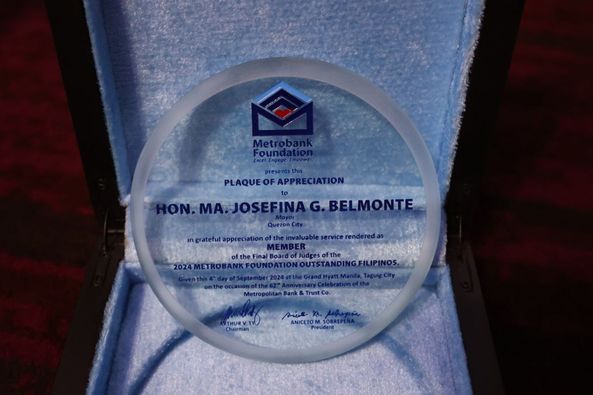 Metrobank
Foundation
Excel. Engage. Empower.
presents this
PLAQUE OF APPRECIATION
to
HON. MA. JOSEFINA G. BELMONTE
Mayor
Quezon City
in grateful appreciation of the invaluable service rendered as
MEMBER
of the Final Board of Judges of the
2024 METROBANK FOUNDATION OUTSTANDING FILIPINOS.
Given this 4th day of September 2024 at the Grand Hyatt Manila, Taguig City
on the occasion of the 62nd Anniversary Celebration of the
Metropolitan Bank & Trust Co.
ARTHUR V. TY
Chairman
ANICETO M. SOBREPEÑA
President